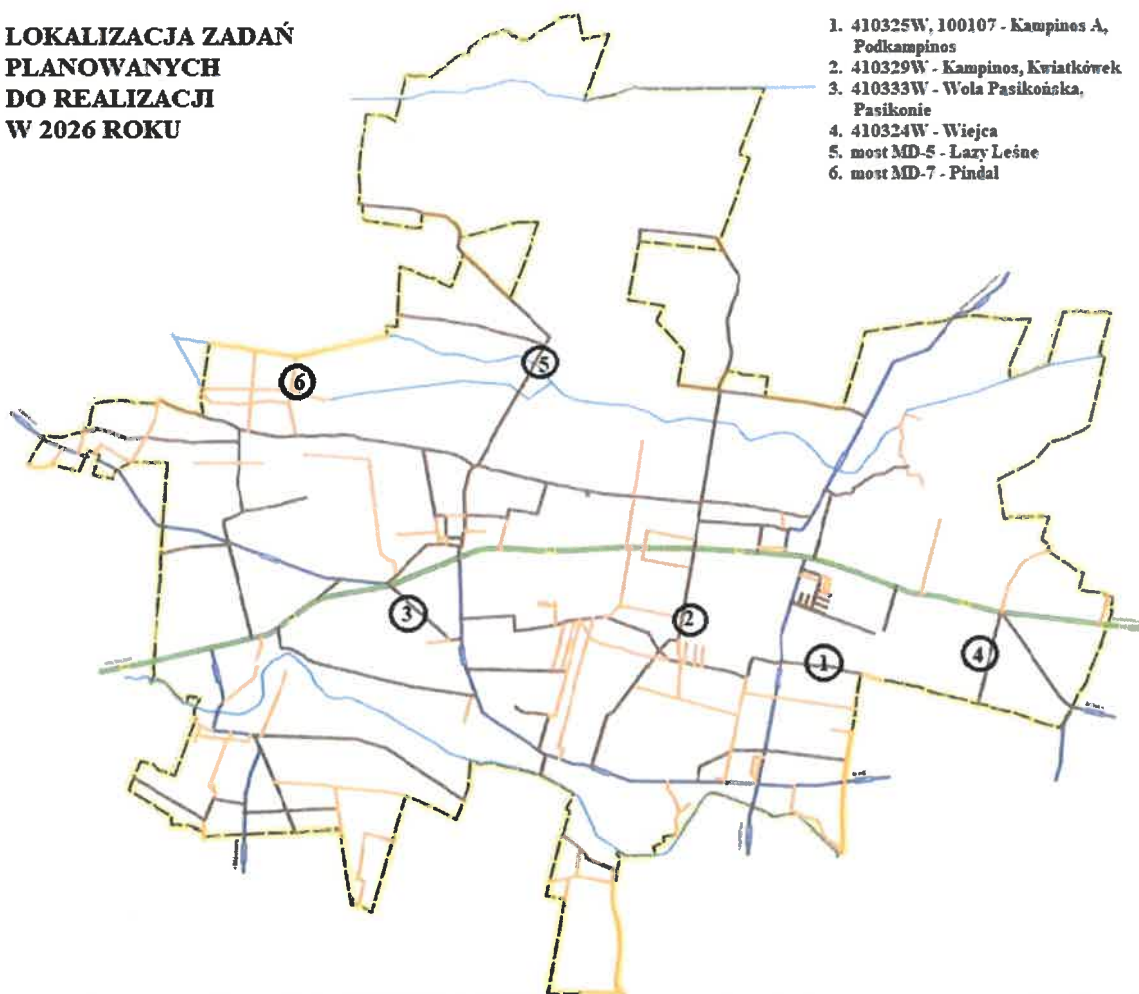 LOKALIZACJA ZADAŃ
PLANOWANYCH
DO REALIZACJI
W 2026 ROKU
1. 410325W, 100107 - Kampinos A,
Podkampinos
2. 410329W - Kampinos, Kwiatkówek
3. 410333W - Wola Pasikońska,
Pasikonie
4. 410324W - Wiejca
5. most MD-5 - Łazy Leśne
6. most MD-7 - Pindal
5
6
3
2
1
4